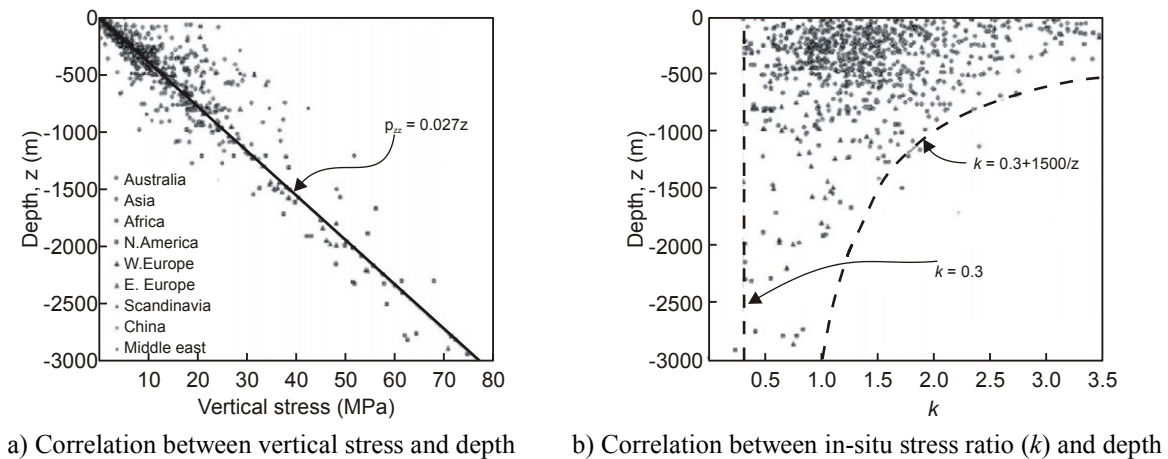 0
-500
-1000
-1500
-2000
-2500
-3000
Depth, z (m)
p_zz = 0.027z
Australia
Asia
Africa
N.America
W.Europe
E. Europe
Scandinavia
China
Middle east
10 20 30 40 50 60 70 80
Vertical stress (MPa)
a) Correlation between vertical stress and depth
0
-500
-1000
-1500
-2000
-2500
-3000
Depth, z (m)
k = 0.3+1500/z
k = 0.3
0.5 1.0 1.5 2.0 2.5 3.0 3.5
k
b) Correlation between in-situ stress ratio (k) and depth